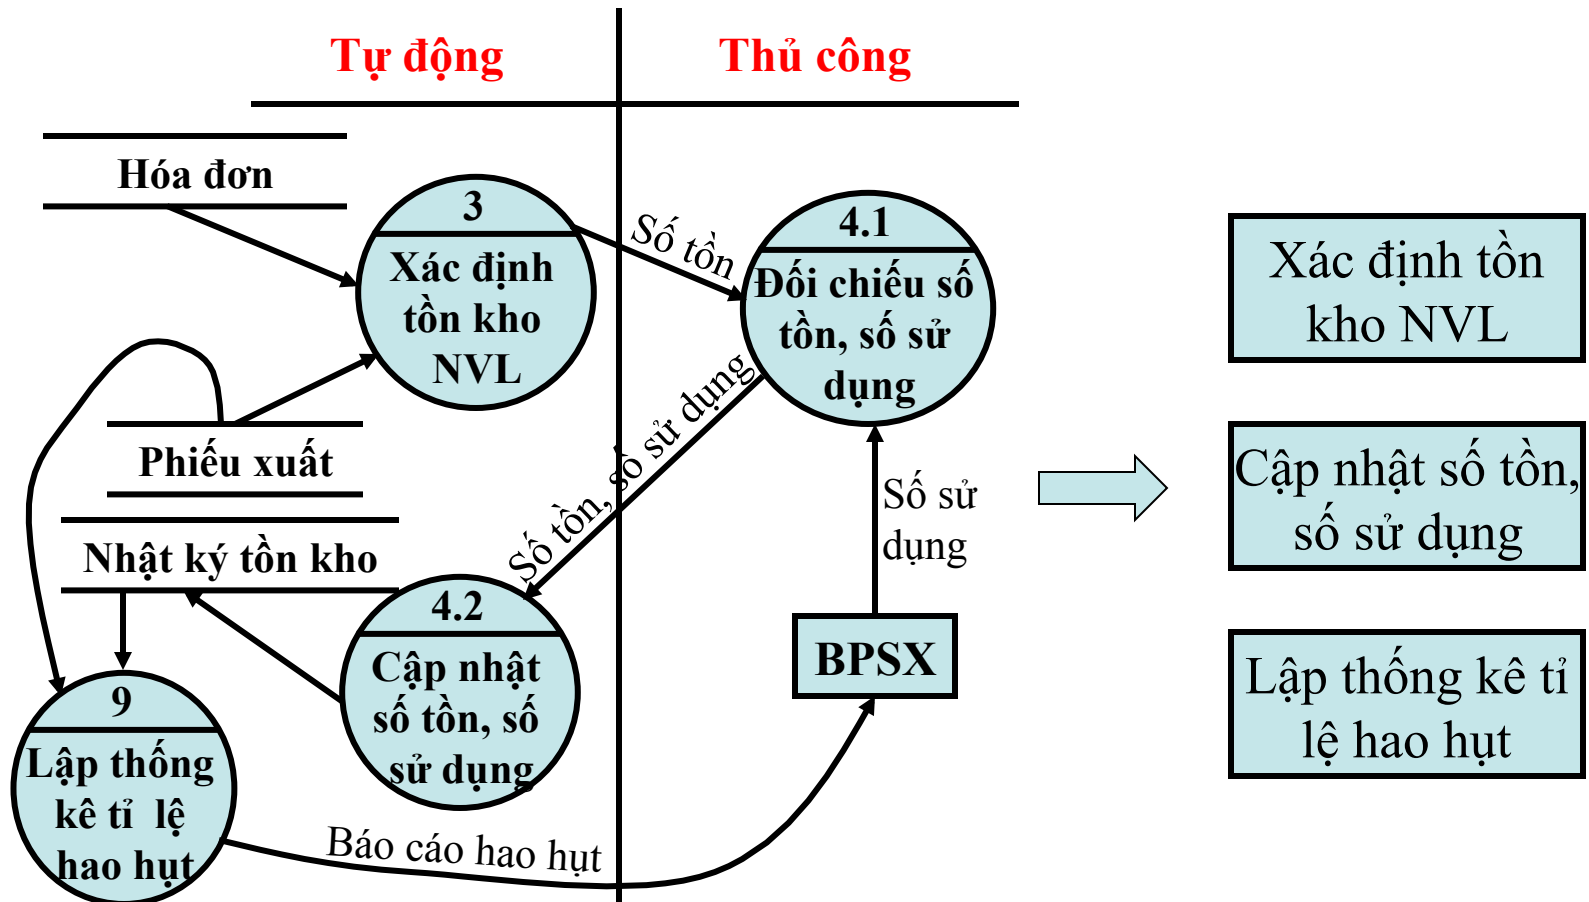 Tự động
Thủ công
Hóa đơn
3
Xác định
tồn kho
NVL
Số tồn
4.1
Đối chiếu số
tồn, số sử
dụng
Xác định tồn
kho NVL
Phiếu xuất
Số tồn, số sử dụng
Số sử
dụng
Cập nhật số tồn,
số sử dụng
Nhật ký tồn kho
4.2
Cập nhật
số tồn, số
sử dụng
BPSX
Lập thống kê tỉ
lệ hao hụt
9
Lập thống
kê tỉ lệ
hao hụt
Báo cáo hao hụt